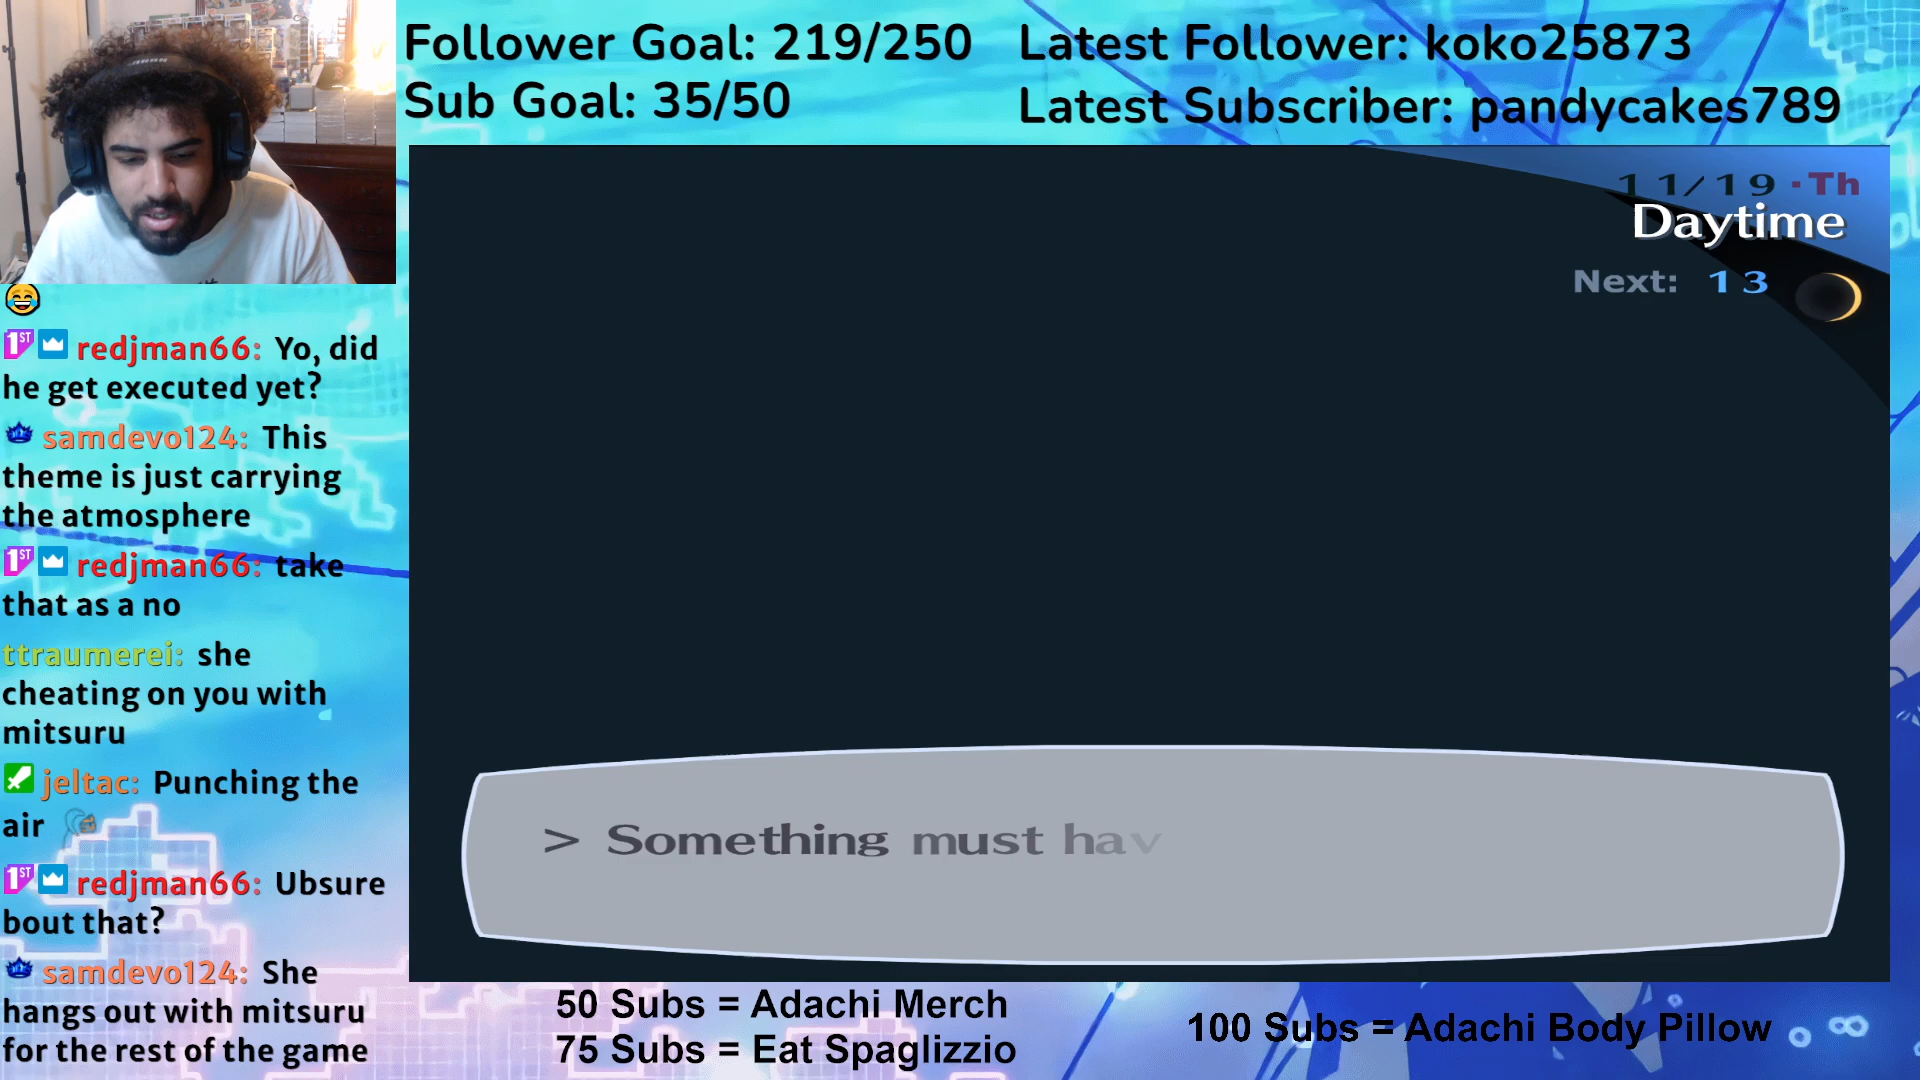 Follower Goal: 219/250
Sub Goal: 35/50
Latest Follower: koko25873
Latest Subscriber: pandycakes789
11/19 · Th
Daytime
Next: 13
1ST redjman66: Yo, did
he get executed yet?
samdevo124: This
theme is just carrying
the atmosphere
1ST redjman66: take
that as a no
ttraumerei: she
cheating on you with
mitsuru
jeltac: Punching the
air
1ST redjman66: Ubsure
bout that?
samdevo124: She
hangs out with mitsuru
for the rest of the game
> Something must hav
50 Subs = Adachi Merch
75 Subs = Eat Spaglizzio
100 Subs = Adachi Body Pillow